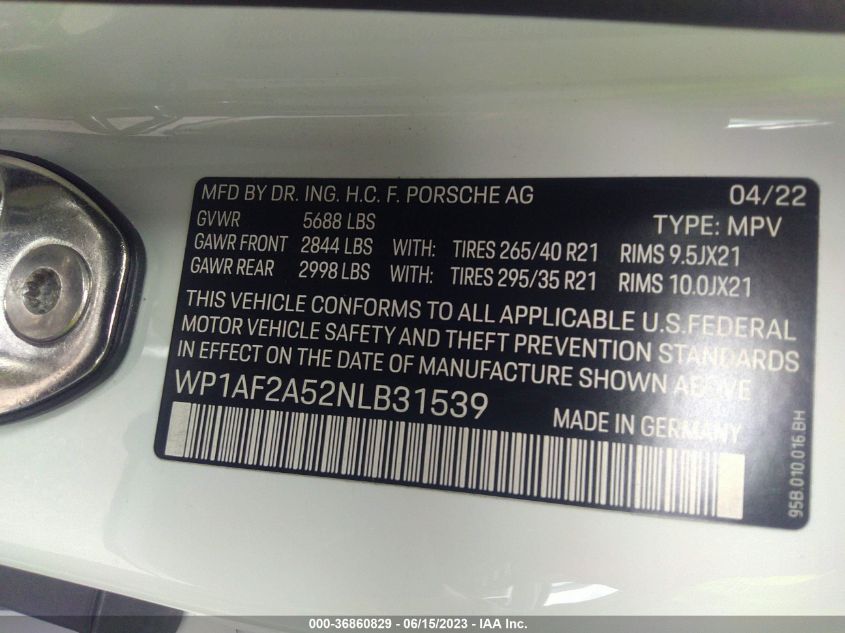 MFD BY DR. ING. H.C. F. PORSCHE AG 04/22
GVWR 5688 LBS TYPE: MPV
GAWR FRONT 2844 LBS WITH: TIRES 265/40 R21 RIMS 9.5JX21
GAWR REAR 2998 LBS WITH: TIRES 295/35 R21 RIMS 10.0JX21
THIS VEHICLE CONFORMS TO ALL APPLICABLE U.S.FEDERAL
MOTOR VEHICLE SAFETY AND THEFT PREVENTION STANDARDS
IN EFFECT ON THE DATE OF MANUFACTURE SHOWN ABOVE
WP1AF2A52NLB31539
MADE IN GERMANY
95B.010.016.BH
000-36860829 - 06/15/2023 - IAA Inc.